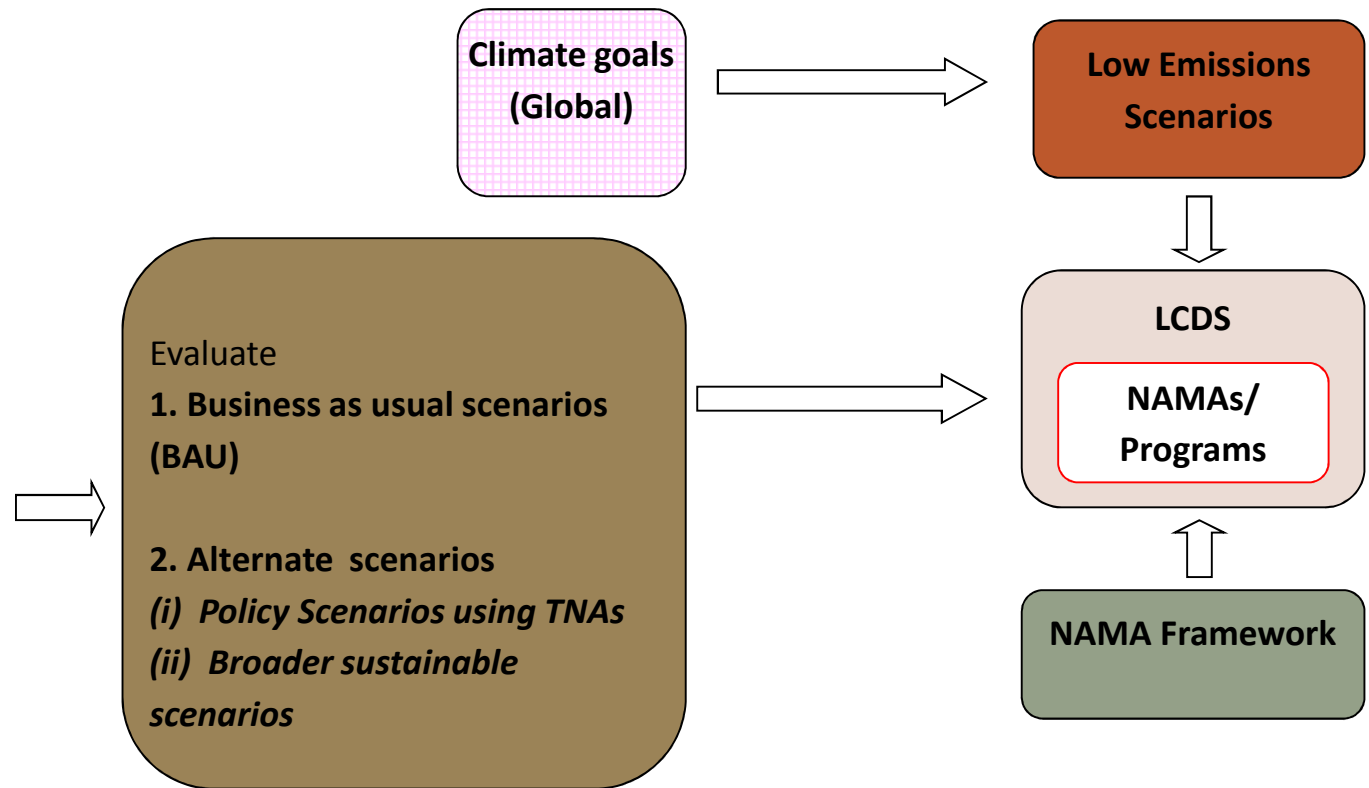 Climate goals
(Global)
Low Emissions
Scenarios
Evaluate
1. Business as usual scenarios
(BAU)
2. Alternate scenarios
(i) Policy Scenarios using TNAs
(ii) Broader sustainable
scenarios
LCDS
NAMAs/
Programs
NAMA Framework